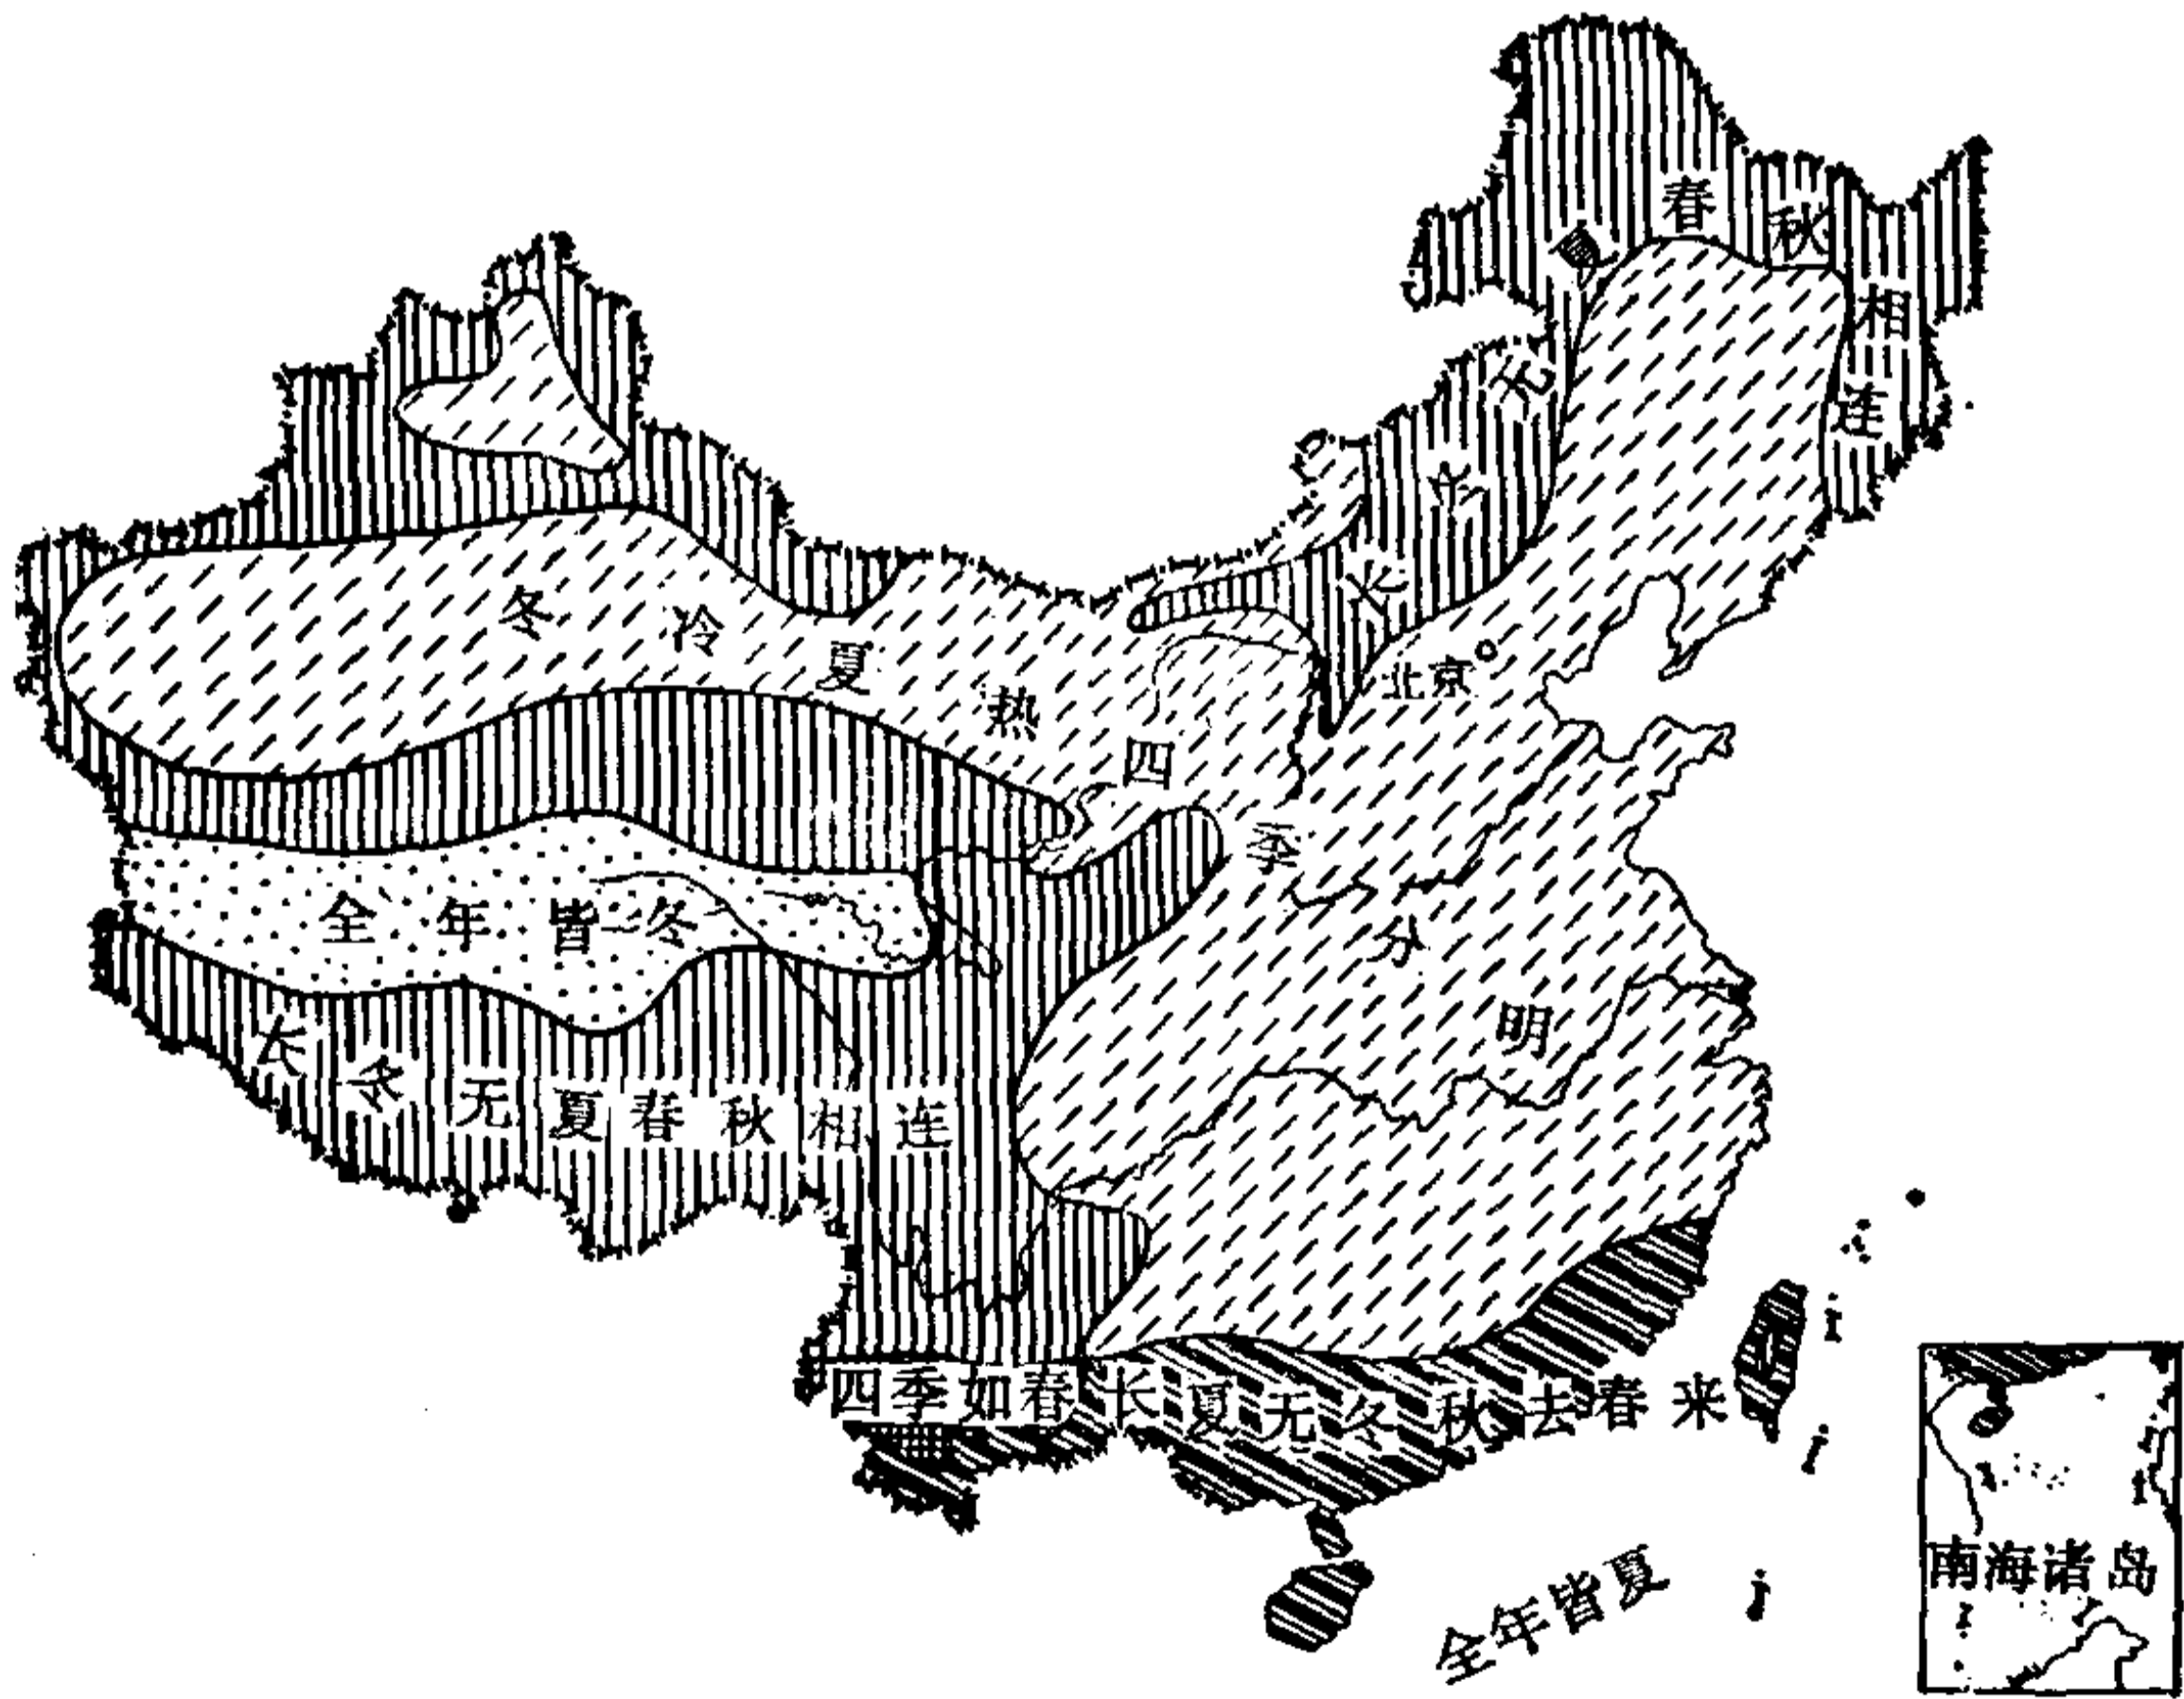 长冬无夏春秋相连
冬冷夏热四季分明
北京
全年皆冬
长冬无夏春秋相连
四季如春
长夏无冬秋去春来
全年皆夏
南海诸岛